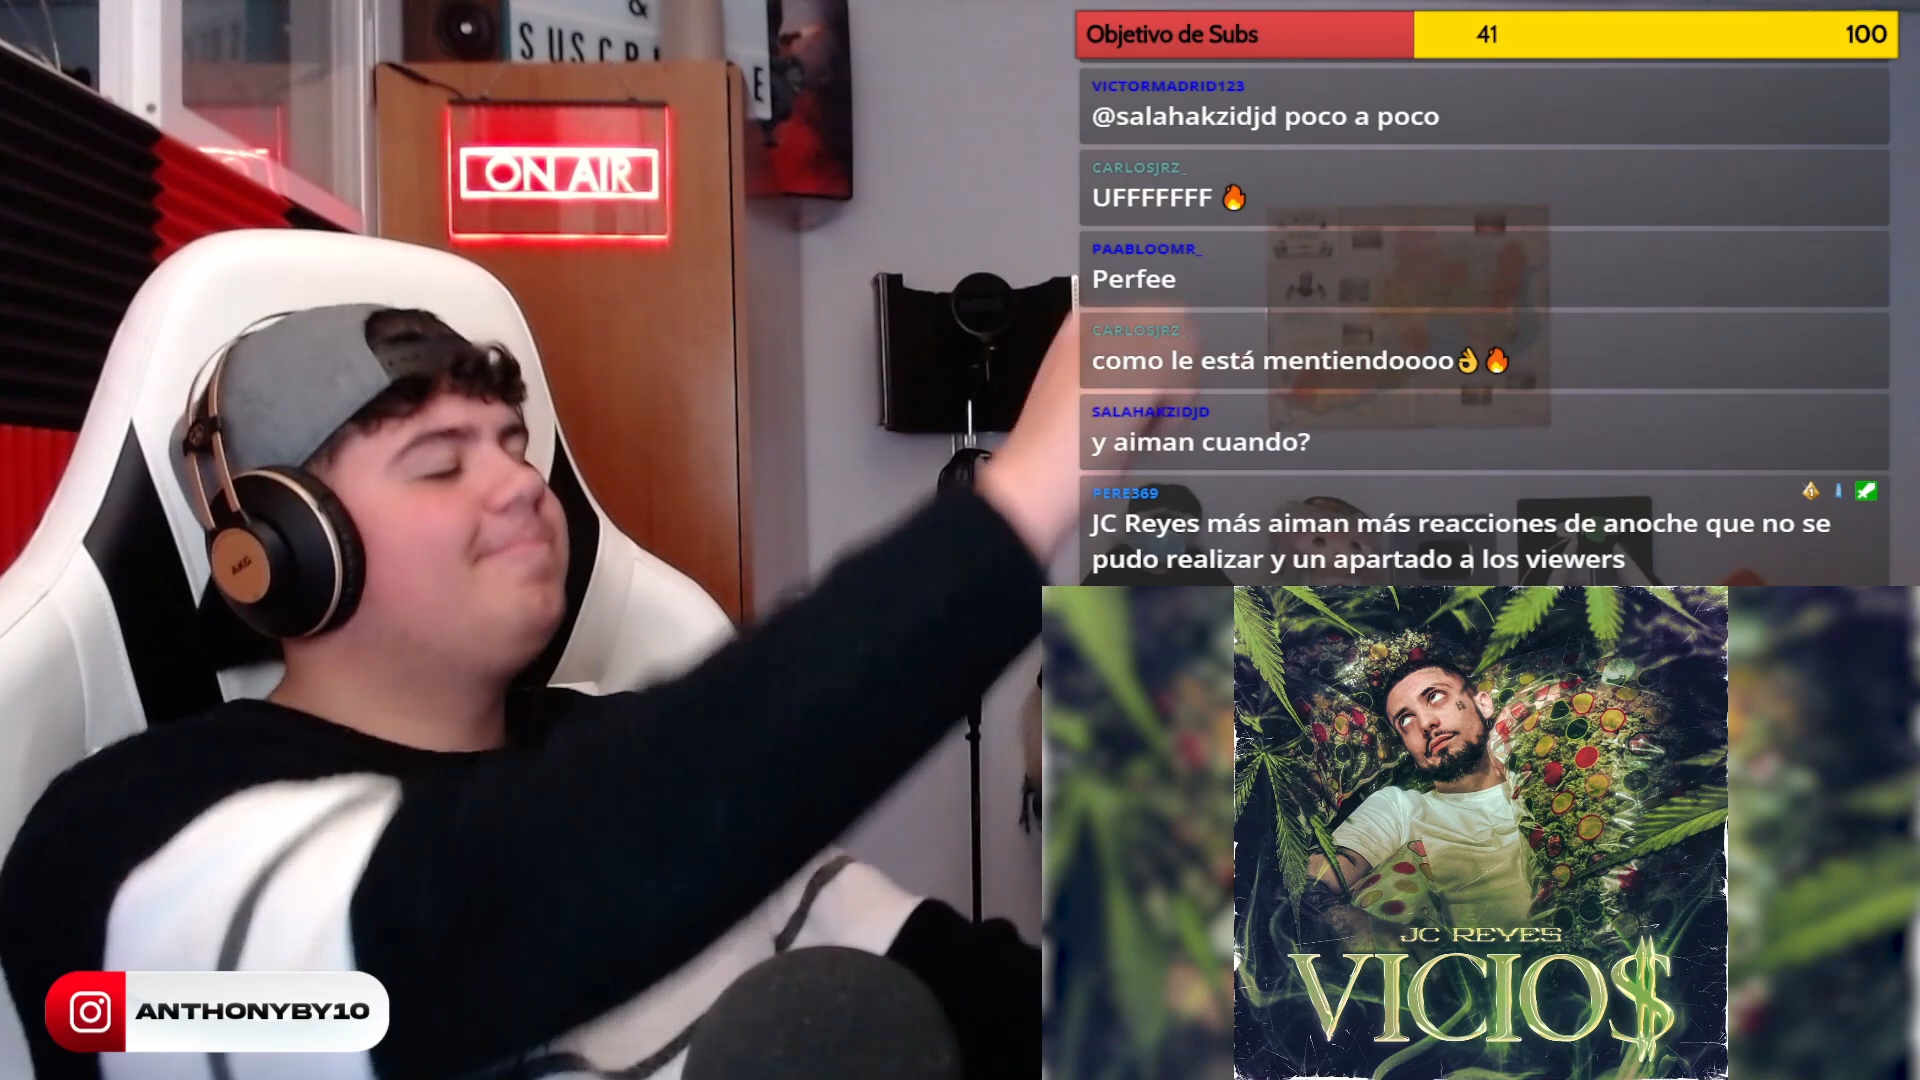 &
SUSCRI
E
ON AIR
AKG
ANTHONYBY10
Objetivo de Subs 41 100
VICTORMADRID123
@salahakzidjd poco a poco
CARLOSJRZ_
UFFFFFFF 🔥
PAABLOOMR_
Perfee
CARLOSJRZ_
como le está mentiendoooo👌🔥
SALAHAKZIDJD
y aiman cuando?
PERE369
JC Reyes más aiman más reacciones de anoche que no se
pudo realizar y un apartado a los viewers
JC REYES
VICIO$